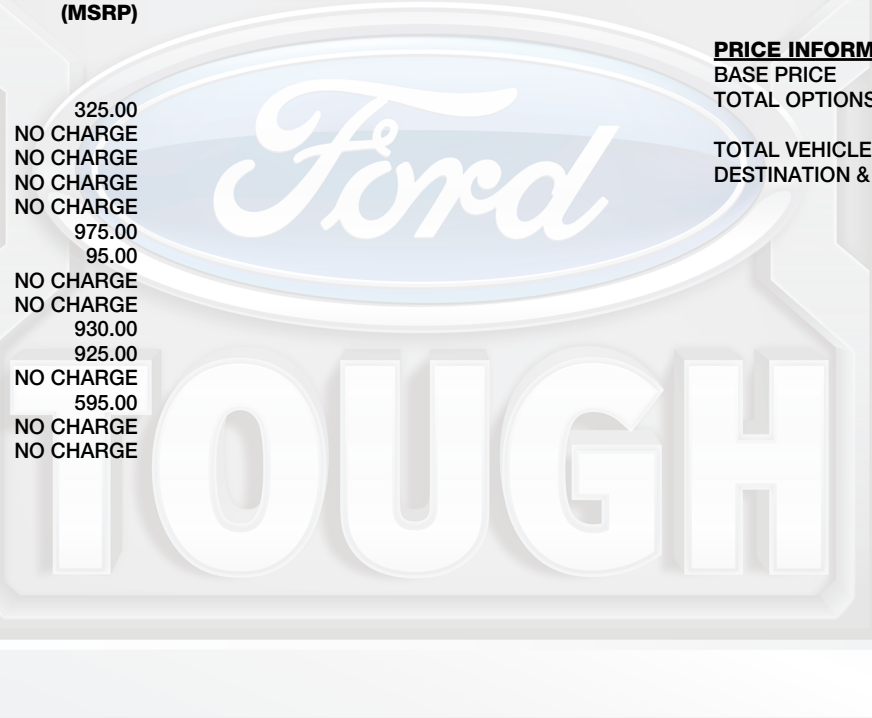 (MSRP)
325.00
NO CHARGE
NO CHARGE
NO CHARGE
NO CHARGE
975.00
95.00
NO CHARGE
NO CHARGE
930.00
925.00
NO CHARGE
595.00
NO CHARGE
NO CHARGE
PRICE INFORM
BASE PRICE
TOTAL OPTIONS
TOTAL VEHICLE
DESTINATION &
Ford
TOUGH